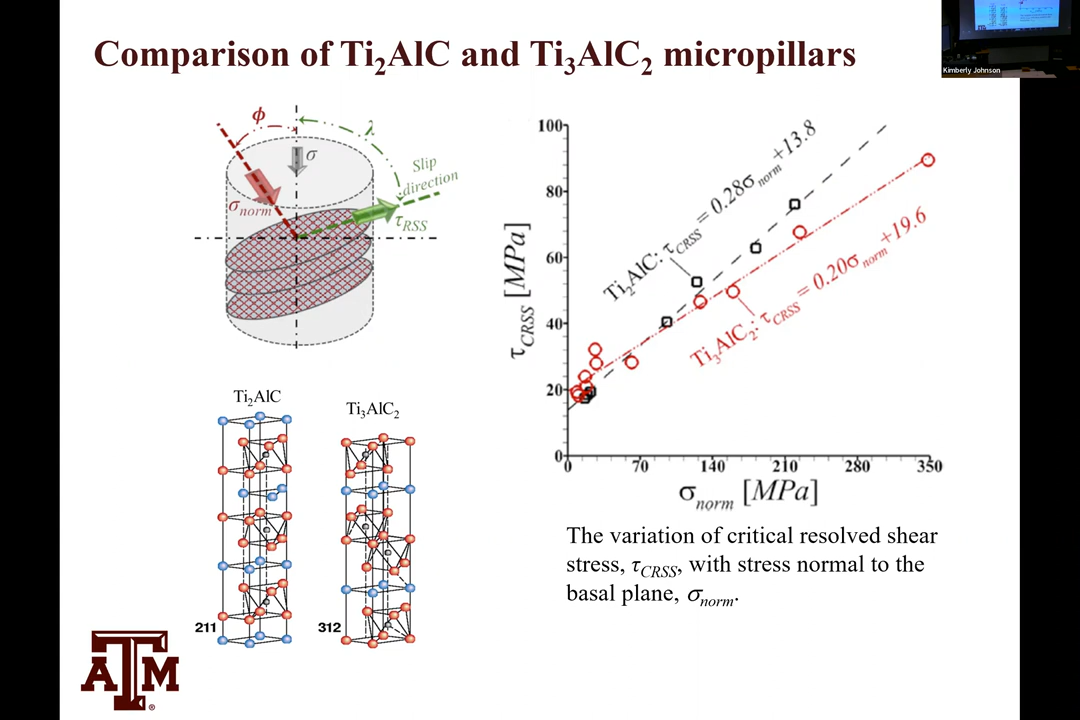 Comparison of Ti₂AlC and Ti₃AlC₂ micropillars
Kimberly Johnson
ϕ
λ
σ
Slip
direction
σnorm
τRSS
Ti₂AlC
Ti₃AlC₂
211
312
100
80
60
40
20
0
τCRSS [MPa]
Ti₂AlC: τCRSS = 0.28σnorm+13.8
Ti₃AlC₂: τCRSS = 0.20σnorm+19.6
0 70 140 210 280 350
σnorm [MPa]
The variation of critical resolved shear
stress, τCRSS, with stress normal to the
basal plane, σnorm.
ATM
®